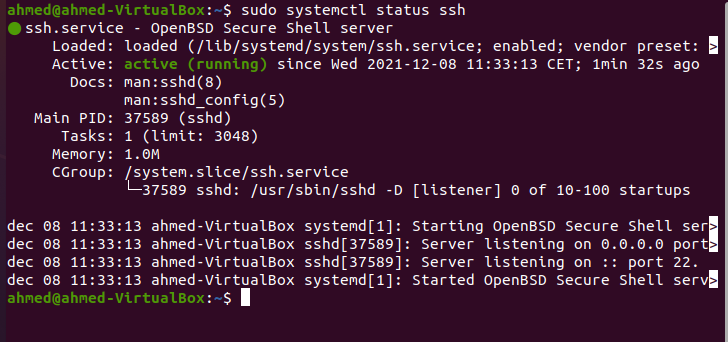 ahmed@ahmed-VirtualBox:~$ sudo systemctl status ssh
● ssh.service - OpenBSD Secure Shell server
Loaded: loaded (/lib/systemd/system/ssh.service; enabled; vendor preset: >
Active: active (running) since Wed 2021-12-08 11:33:13 CET; 1min 32s ago
Docs: man:sshd(8)
man:sshd_config(5)
Main PID: 37589 (sshd)
Tasks: 1 (limit: 3048)
Memory: 1.0M
CGroup: /system.slice/ssh.service
└─37589 sshd: /usr/sbin/sshd -D [listener] 0 of 10-100 startups
dec 08 11:33:13 ahmed-VirtualBox systemd[1]: Starting OpenBSD Secure Shell ser>
dec 08 11:33:13 ahmed-VirtualBox sshd[37589]: Server listening on 0.0.0.0 port>
dec 08 11:33:13 ahmed-VirtualBox sshd[37589]: Server listening on :: port 22.
dec 08 11:33:13 ahmed-VirtualBox systemd[1]: Started OpenBSD Secure Shell serv>
ahmed@ahmed-VirtualBox:~$